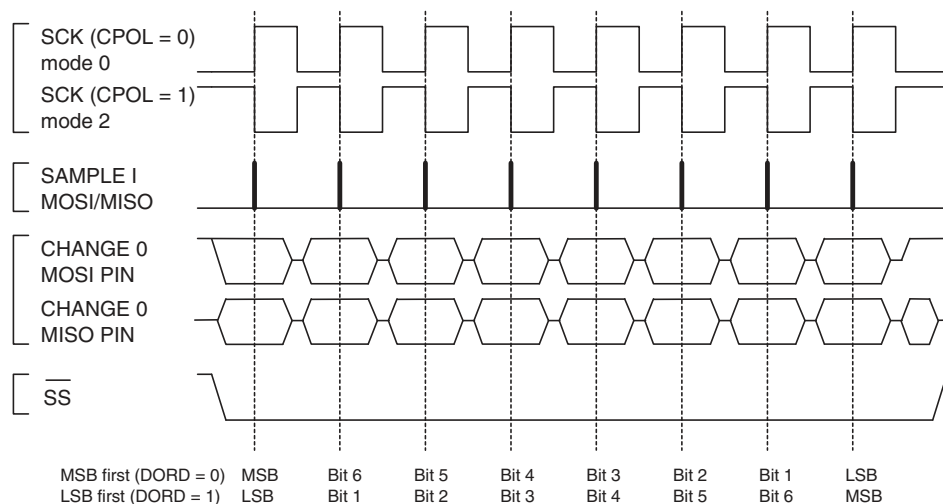 SCK (CPOL = 0)
mode 0
SCK (CPOL = 1)
mode 2
SAMPLE I
MOSI/MISO
CHANGE 0
MOSI PIN
CHANGE 0
MISO PIN
SS
MSB first (DORD = 0) MSB Bit 6 Bit 5 Bit 4 Bit 3 Bit 2 Bit 1 LSB
LSB first (DORD = 1) LSB Bit 1 Bit 2 Bit 3 Bit 4 Bit 5 Bit 6 MSB